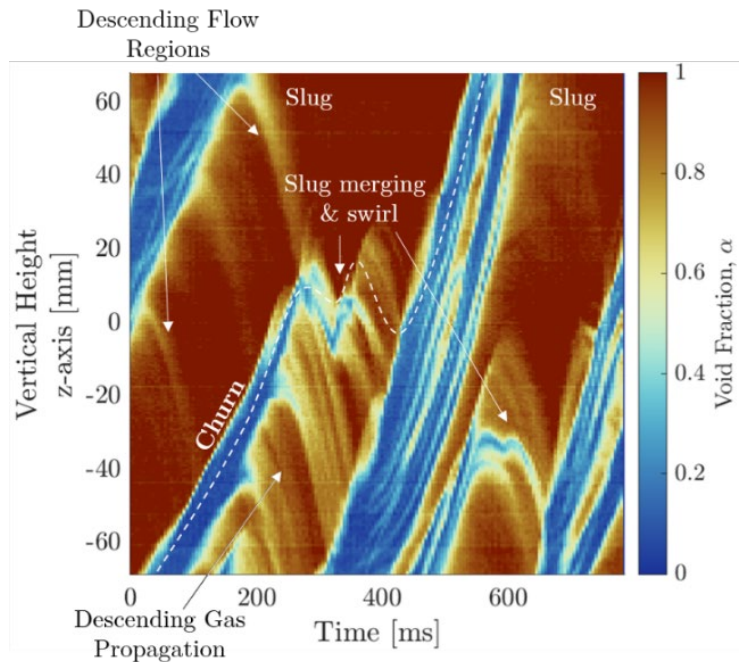 Descending Flow
Regions
Slug
Slug
Slug merging
& swirl
Churn
Descending Gas
Propagation
60
40
20
0
-20
-40
-60
Vertical Height
z-axis [mm]
0
200
400
600
Time [ms]
1
0.8
0.6
0.4
0.2
0
Void Fraction, α